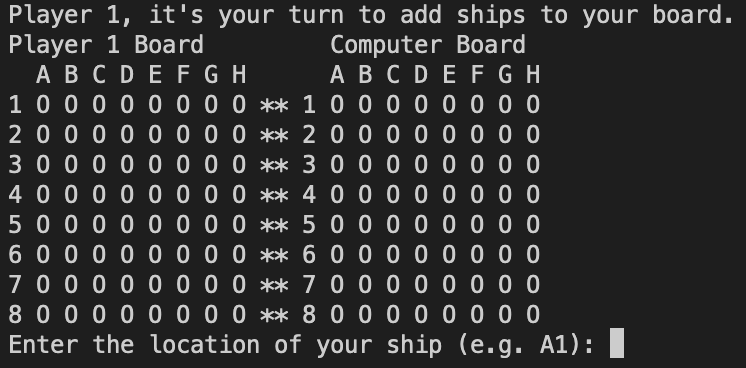 Player 1, it's your turn to add ships to your board.
Player 1 Board         Computer Board
  A B C D E F G H      A B C D E F G H
1 0 0 0 0 0 0 0 0 ** 1 0 0 0 0 0 0 0 0
2 0 0 0 0 0 0 0 0 ** 2 0 0 0 0 0 0 0 0
3 0 0 0 0 0 0 0 0 ** 3 0 0 0 0 0 0 0 0
4 0 0 0 0 0 0 0 0 ** 4 0 0 0 0 0 0 0 0
5 0 0 0 0 0 0 0 0 ** 5 0 0 0 0 0 0 0 0
6 0 0 0 0 0 0 0 0 ** 6 0 0 0 0 0 0 0 0
7 0 0 0 0 0 0 0 0 ** 7 0 0 0 0 0 0 0 0
8 0 0 0 0 0 0 0 0 ** 8 0 0 0 0 0 0 0 0
Enter the location of your ship (e.g. A1):